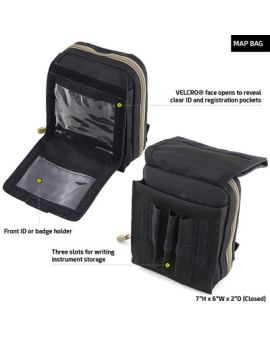 MAP BAG
VELCRO® face opens to reveal
clear ID and registration pockets
Front ID or badge holder
Three slots for writing
instrument storage
7"H x 6"W x 2"D (Closed)